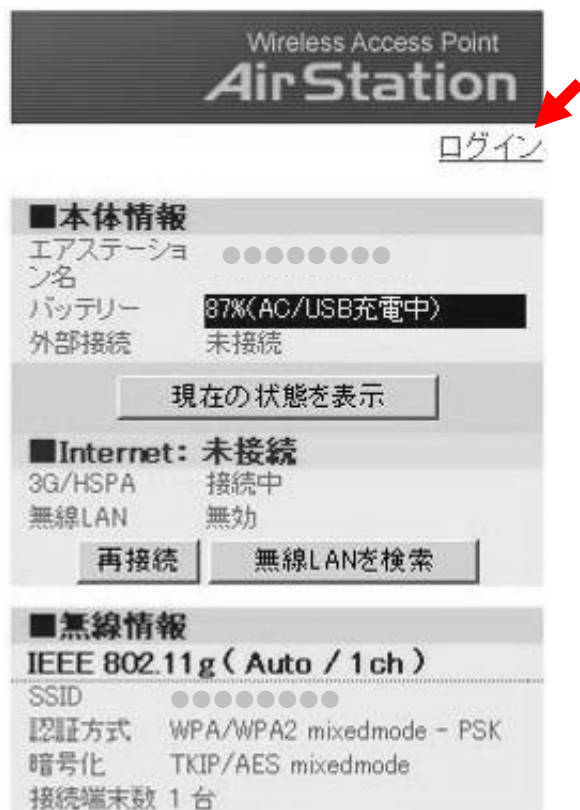 Wireless Access Point
AirStation
ログイン
■本体情報
エアステーショ
ン名 ●●●●●●●●
バッテリー 87%(AC/USB充電中)
外部接続 未接続
現在の状態を表示
■Internet: 未接続
3G/HSPA 接続中
無線LAN 無効
再接続 無線LANを検索
■無線情報
IEEE 802.11g ( Auto / 1ch )
SSID ●●●●●●●●
認証方式 WPA/WPA2 mixedmode - PSK
暗号化 TKIP/AES mixedmode
接続端末数 1 台